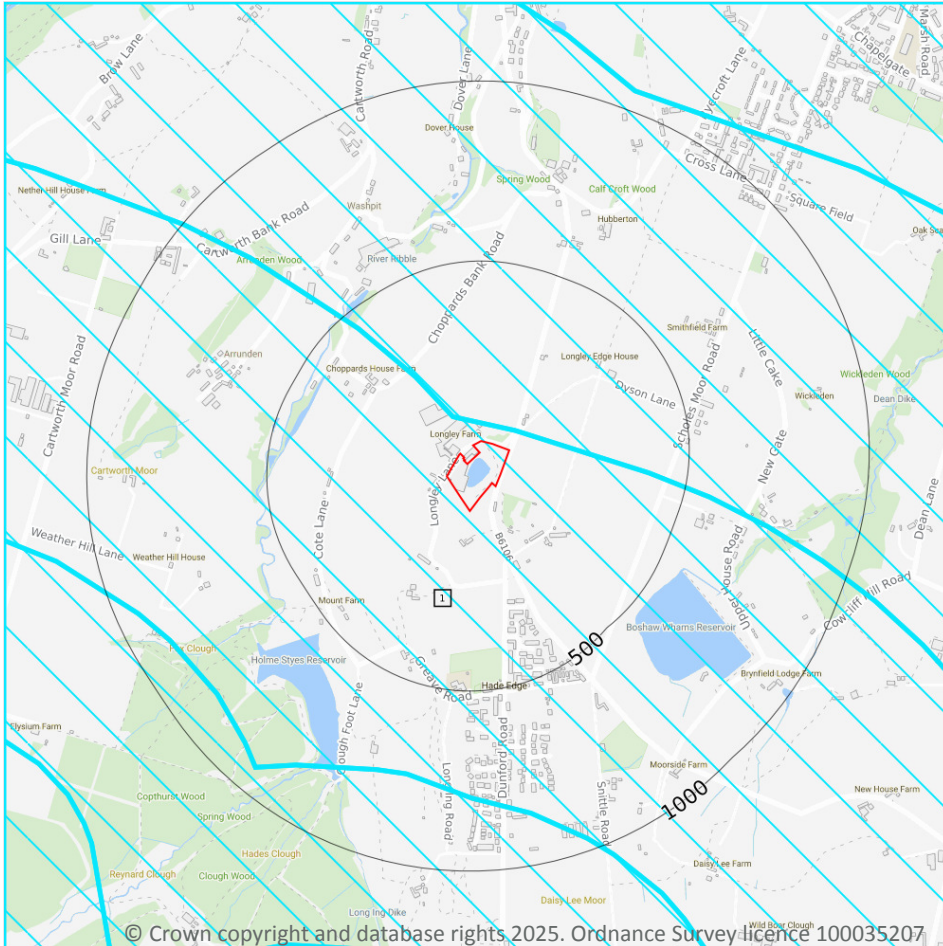 Brow Lane
Cartworth Road
Dover Lane
Marsh Road
Chapelgate
Dover House
Cross Lane
Spring Wood
Calf Croft Wood
Nether Hill House Farm
Square Field
Washpit
Hubberton
Gill Lane
Cartworth Bank Road
Oak Sca
River Ribble
Arrunden Wood
Choppards Bank Road
Smithfield Farm
Little Cake
Arrunden
Longley Edge House
Cartworth Moor Road
Choppards House Farm
Dyson Lane
Wickleden Wood
Scholes Moor Road
Wickleden
Dean Dike
Longley Farm
Cartworth Moor
Longley Lane
New Gate
Dean Lane
Cote Lane
Weather Hill Lane
B6106
Weather Hill House
Upper House Road
Cowcliff Hill Road
1
Mount Farm
Boshaw Whams Reservoir
500
Holme Styes Reservoir
Greave Road
Hade Edge
Brynfield Lodge Farm
Clough Foot Lane
Elysium Farm
Dunford Road
Moorside Farm
Long Ing Road
Snittle Road
1000
New House Farm
Copthurst Wood
Spring Wood
Hades Clough
Daisy Lee Farm
Reynard Clough
Clough Wood
Daisy Lee Moor
Long Ing Dike
Wild Boar Clough
© Crown copyright and database rights 2025. Ordnance Survey licence 100035207